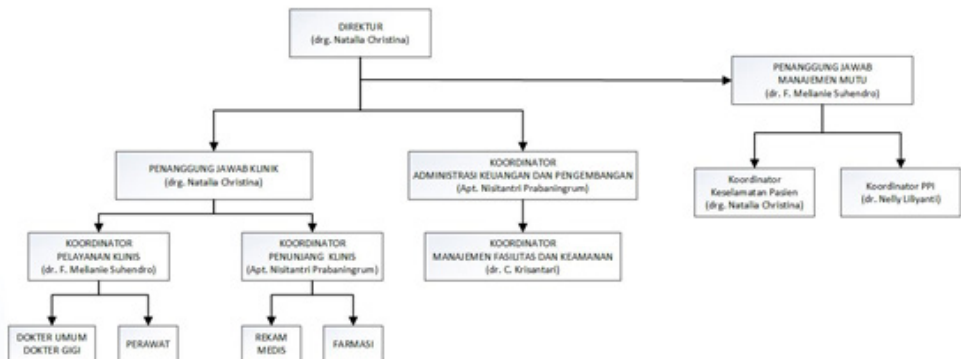 DIREKTUR
(drg. Natalia Christina)
PENANGGUNG JAWAB
MANAJEMEN MUTU
(dr. F. Mellanie Suhendro)
PENANGGUNG JAWAB KLINIK
(drg. Natalia Christina)
KOORDINATOR
ADMINISTRASI KEUANGAN DAN PENGEMBANGAN
(Apt. Nisitantri Prabaningrum)
Koordinator
Keselamatan Pasien
(drg. Natalia Christina)
Koordinator PPI
(dr. Nelly Liliyanti)
KOORDINATOR
PELAYANAN KLINIS
(dr. F. Mellanie Suhendro)
KOORDINATOR
PENUNJANG KLINIS
(Apt. Nisitantri Prabaningrum)
KOORDINATOR
MANAJEMEN FASILITAS DAN KEAMANAN
(dr. C. Krisantari)
DOKTER UMUM
DOKTER GIGI
PERAWAT
REKAM
MEDIS
FARMASI